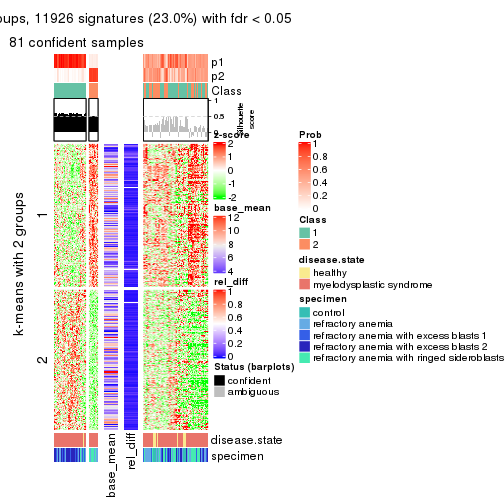 oups, 11926 signatures (23.0%) with fdr < 0.05
81 confident samples
p1
p2
Class
1
0.5
0
Silhouette
score
k-means with 2 groups
1
2
z-score
2
1
0
-1
-2
base_mean
12
10
8
6
4
rel_diff
1
0.8
0.6
0.4
0.2
0
Status (barplots)
confident
ambiguous
disease.state
specimen
base_mean
rel_diff
Prob
1
0.8
0.6
0.4
0.2
0
Class
1
2
disease.state
healthy
myelodysplastic syndrome
specimen
control
refractory anemia
refractory anemia with excess blasts 1
refractory anemia with excess blasts 2
refractory anemia with ringed sideroblasts